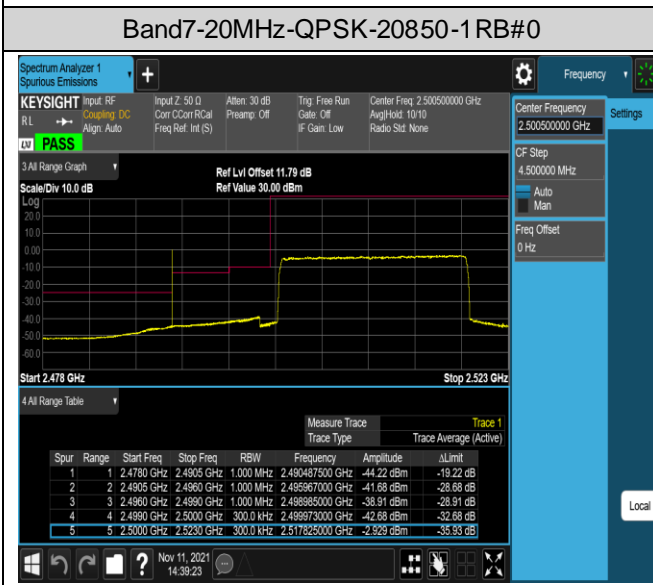 Band7-20MHz-QPSK-20850-1RB#0
Spectrum Analyzer 1
Spurious Emissions
+
Frequency
KEYSIGHT
Input: RF
Input Z: 50 Ω
Atten: 30 dB
Trig: Free Run
Center Freq: 2.500500000 GHz
R L
Coupling: DC
Corr CCorr RCal
Preamp: Off
Gate: Off
Avg|Hold: 10/10
Align: Auto
Freq Ref: Int (S)
IF Gain: Low
Radio Std: None
LVI PASS
Center Frequency
2.500500000 GHz
Settings
CF Step
4.500000 MHz
Auto
Man
Freq Offset
0 Hz
3 All Range Graph
Ref Lvl Offset 11.79 dB
Scale/Div 10.0 dB
Ref Value 30.00 dBm
Log
20.0
10.0
0.00
-10.0
-20.0
-30.0
-40.0
-50.0
-60.0
Start 2.478 GHz
Stop 2.523 GHz
4 All Range Table
Measure Trace Trace 1
Trace Type Trace Average (Active)
Spur Range Start Freq Stop Freq RBW Frequency Amplitude ΔLimit
1 1 2.4780 GHz 2.4905 GHz 1.000 MHz 2.490487500 GHz -44.22 dBm -19.22 dB
2 2 2.4905 GHz 2.4960 GHz 1.000 MHz 2.495967000 GHz -41.68 dBm -28.68 dB
3 3 2.4960 GHz 2.4990 GHz 1.000 MHz 2.498985000 GHz -38.91 dBm -28.91 dB
4 4 2.4990 GHz 2.5000 GHz 300.0 kHz 2.499973000 GHz -42.68 dBm -32.68 dB
5 5 2.5000 GHz 2.5230 GHz 300.0 kHz 2.517825000 GHz -2.929 dBm -35.93 dB
Local
?
Nov 11, 2021
14:39:23